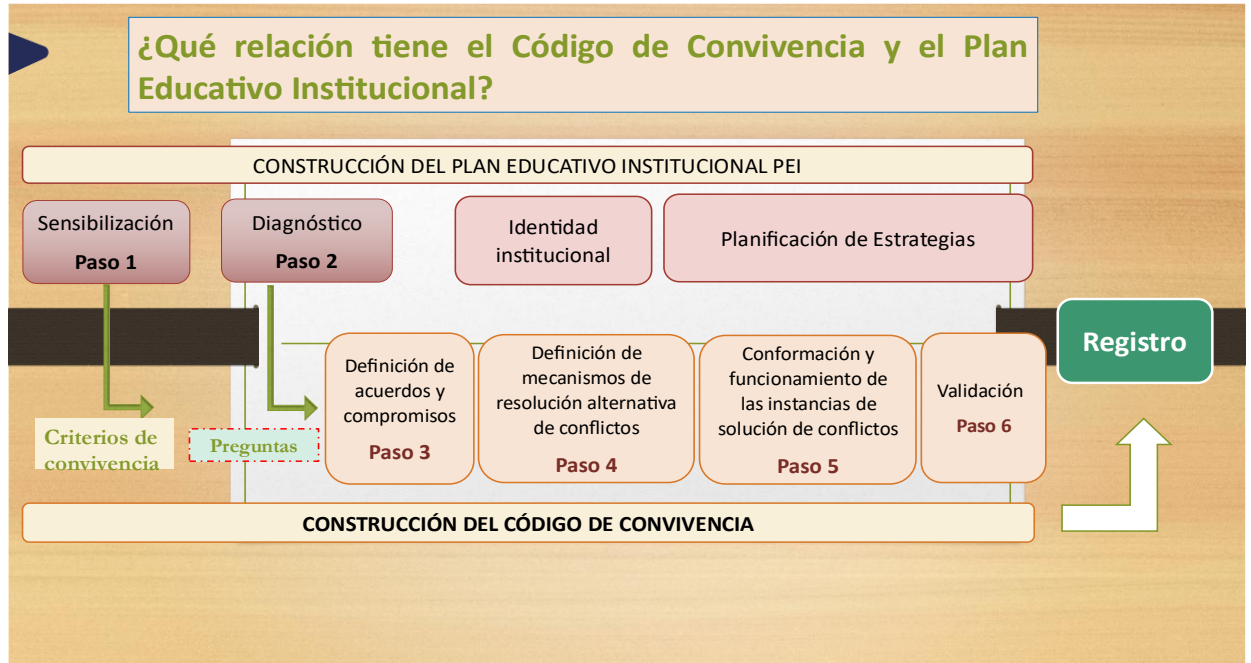 ¿Qué relación tiene el Código de Convivencia y el Plan
Educativo Institucional?
CONSTRUCCIÓN DEL PLAN EDUCATIVO INSTITUCIONAL PEI
Sensibilización
Paso 1
Diagnóstico
Paso 2
Identidad
institucional
Planificación de Estrategias
Criterios de
convivencia
Preguntas
Definición de
acuerdos y
compromisos
Paso 3
Definición de
mecanismos de
resolución alternativa
de conflictos
Paso 4
Conformación y
funcionamiento de
las instancias de
solución de conflictos
Paso 5
Validación
Paso 6
Registro
CONSTRUCCIÓN DEL CÓDIGO DE CONVIVENCIA